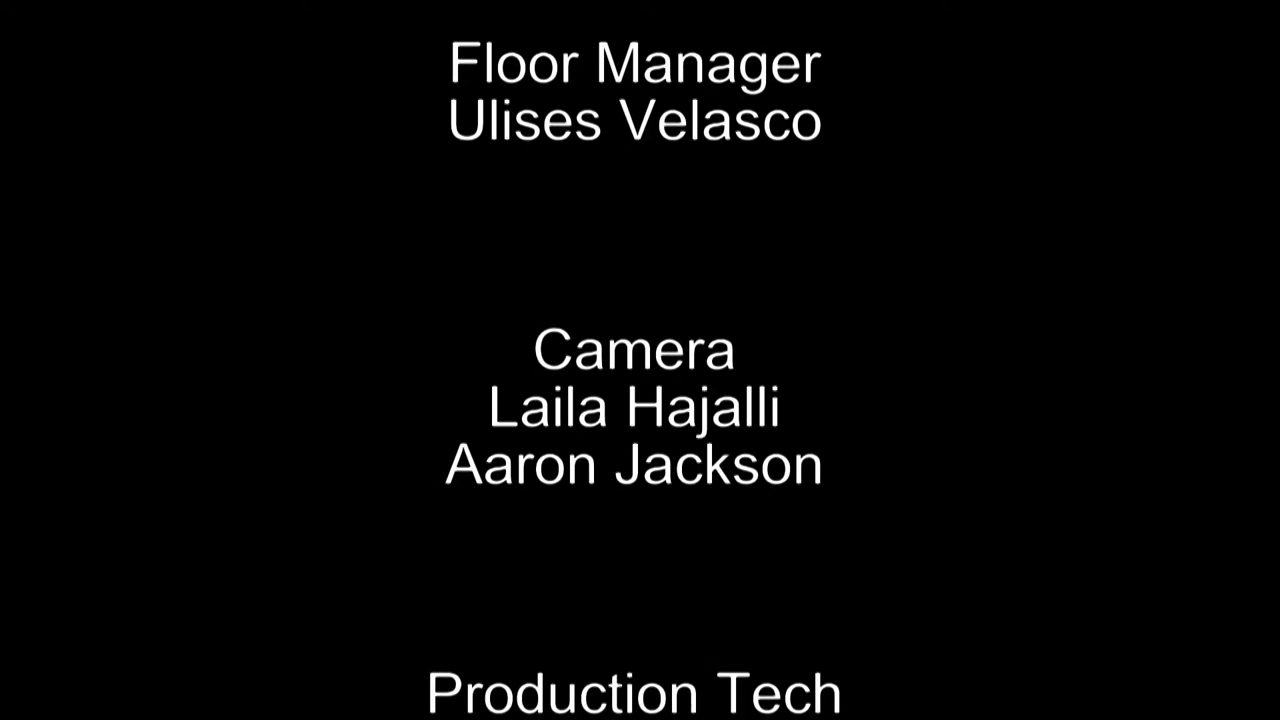 Floor Manager
Ulises Velasco
Camera
Laila Hajalli
Aaron Jackson
Production Tech